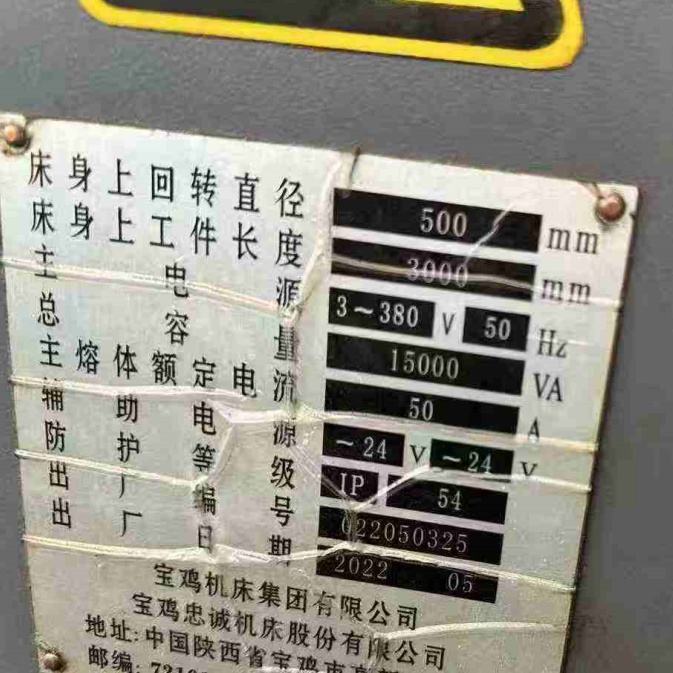 床身上回转直径 500 mm
床身上工件长度 3000 mm
主电源 3～380 V 50 Hz
总容量 15000 VA
主熔体额定电流 50 A
辅助电源 ～24 V ～24 V
防护等级 IP 54
出厂编号 022050325
出厂日期 2022 05
宝鸡机床集团有限公司
宝鸡忠诚机床股份有限公司
地址:中国陕西省宝鸡市高新
邮编:7210